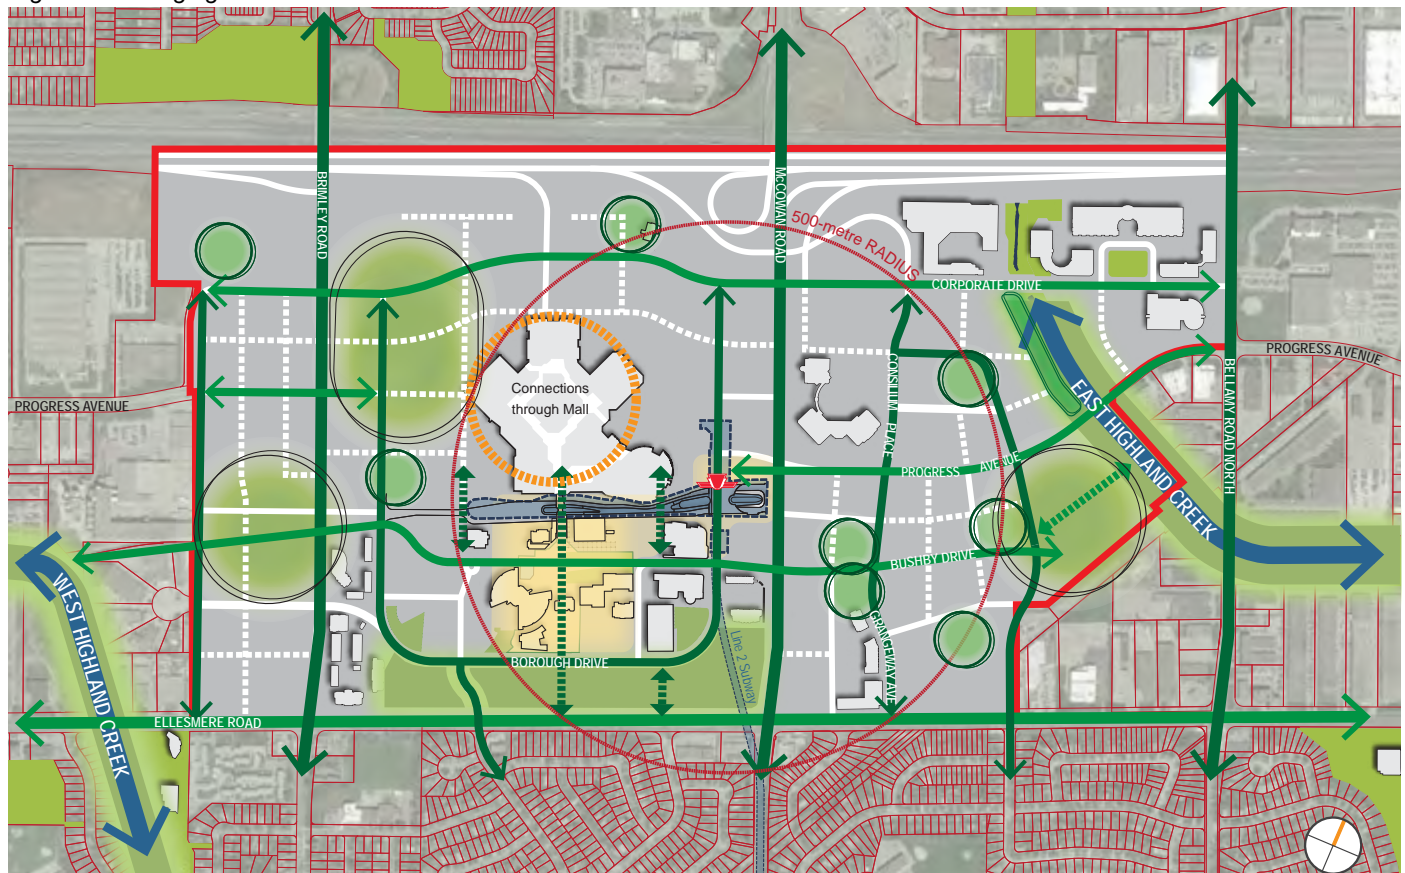 BRIMLEY ROAD
McCOWAN ROAD
500-metre RADIUS
CORPORATE DRIVE
PROGRESS AVENUE
BELLAMY ROAD NORTH
Connections
through Mall
CONSILIUM PLACE
EAST HIGHLAND CREEK
PROGRESS AVENUE
PROGRESS AVENUE
BUSHBY DRIVE
WEST HIGHLAND CREEK
GRANGEWAY AVE
Line 2 Subway
BOROUGH DRIVE
ELLESMERE ROAD